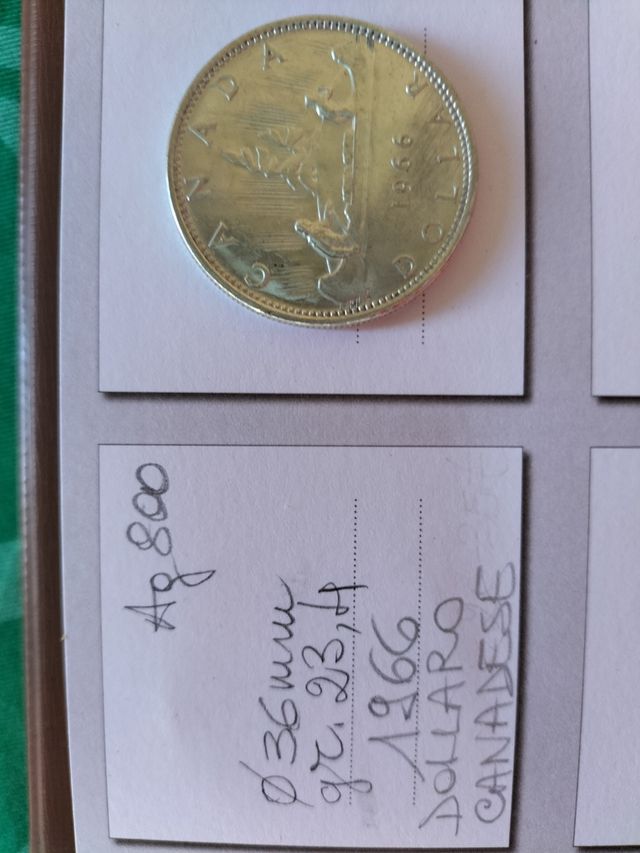 CANADA
1966
DOLLAR
Ag 800
Ø 36mm
gr. 23,4
1966
DOLLARO
CANADESE